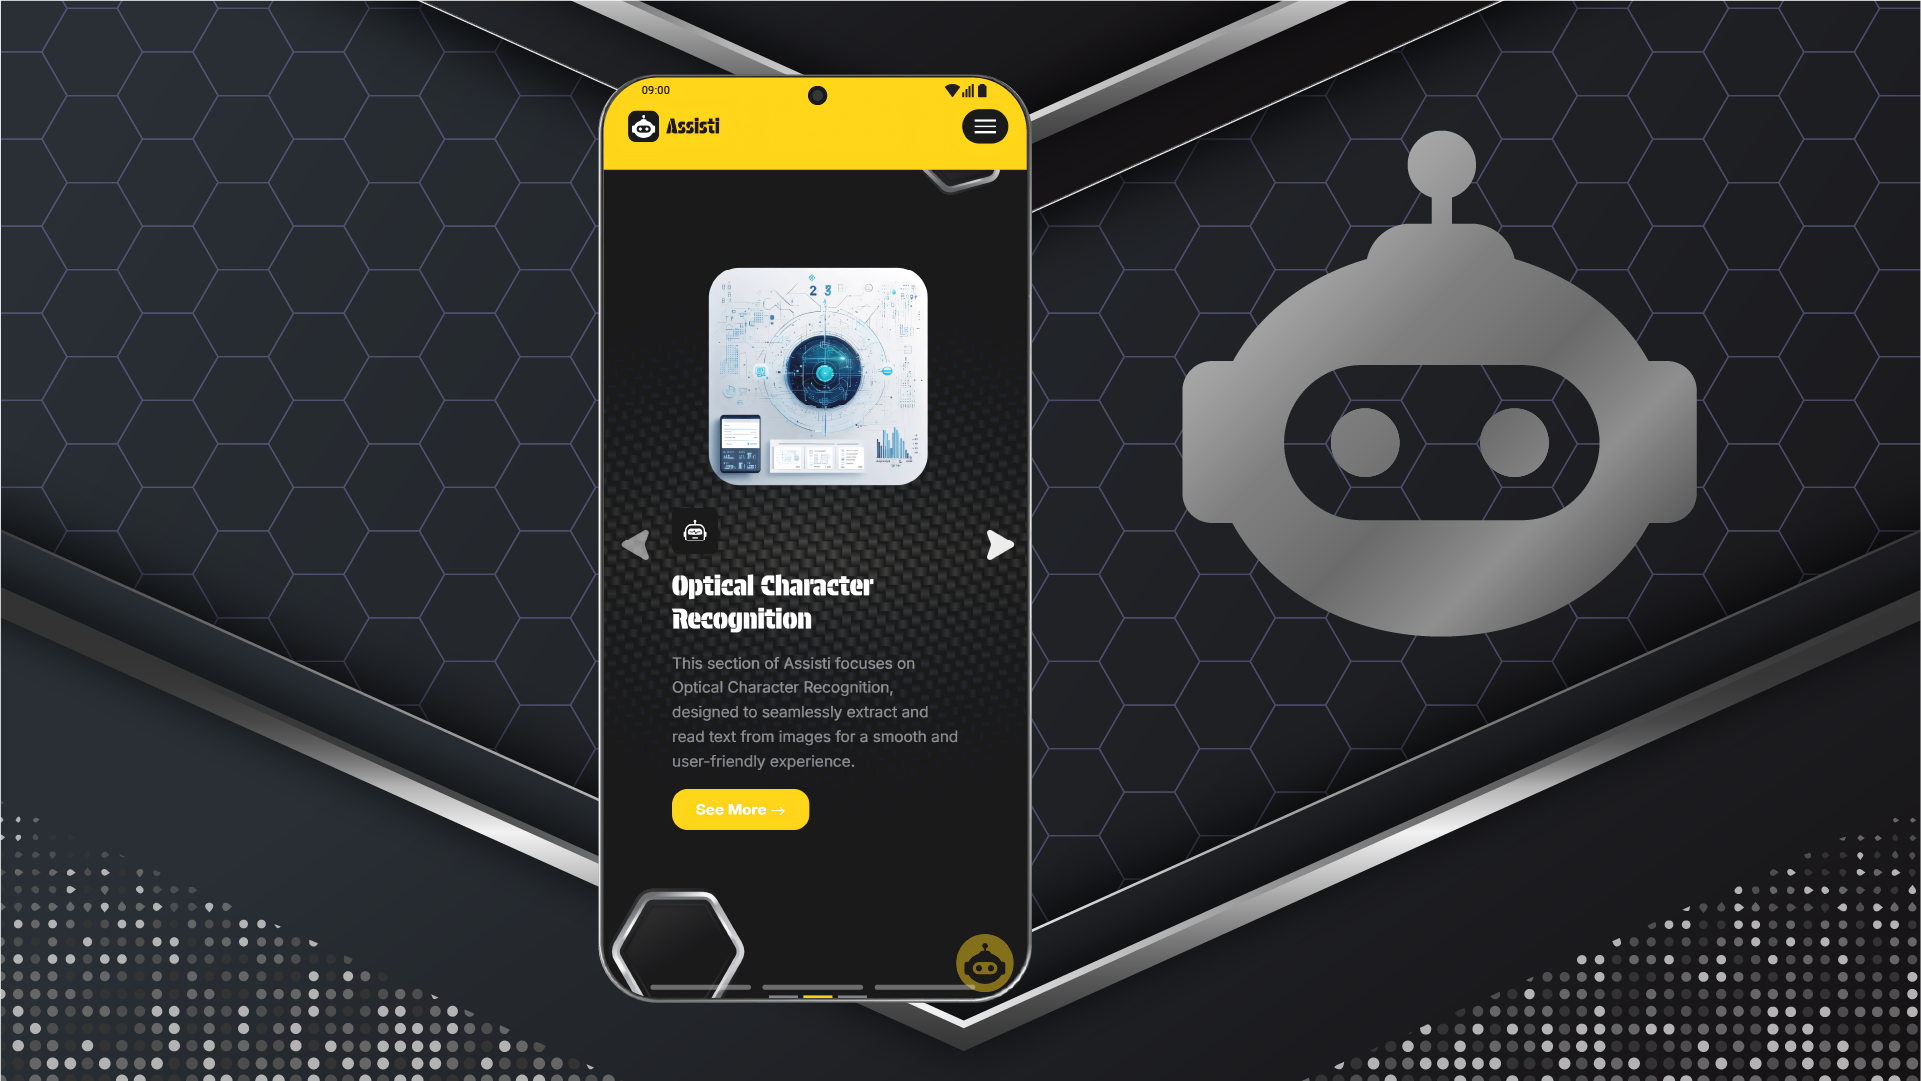 09:00
Assisti
2 3
Optical Character
Recognition
This section of Assisti focuses on
Optical Character Recognition,
designed to seamlessly extract and
read text from images for a smooth and
user-friendly experience.
See More →